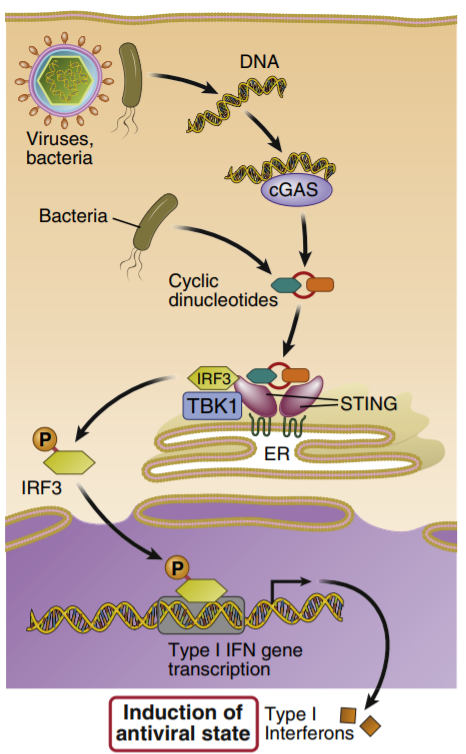 DNA
Viruses,
bacteria
cGAS
Bacteria
Cyclic
dinucleotides
IRF3
TBK1
STING
ER
P
IRF3
P
Type I IFN gene
transcription
Induction of
antiviral state
Type I
Interferons